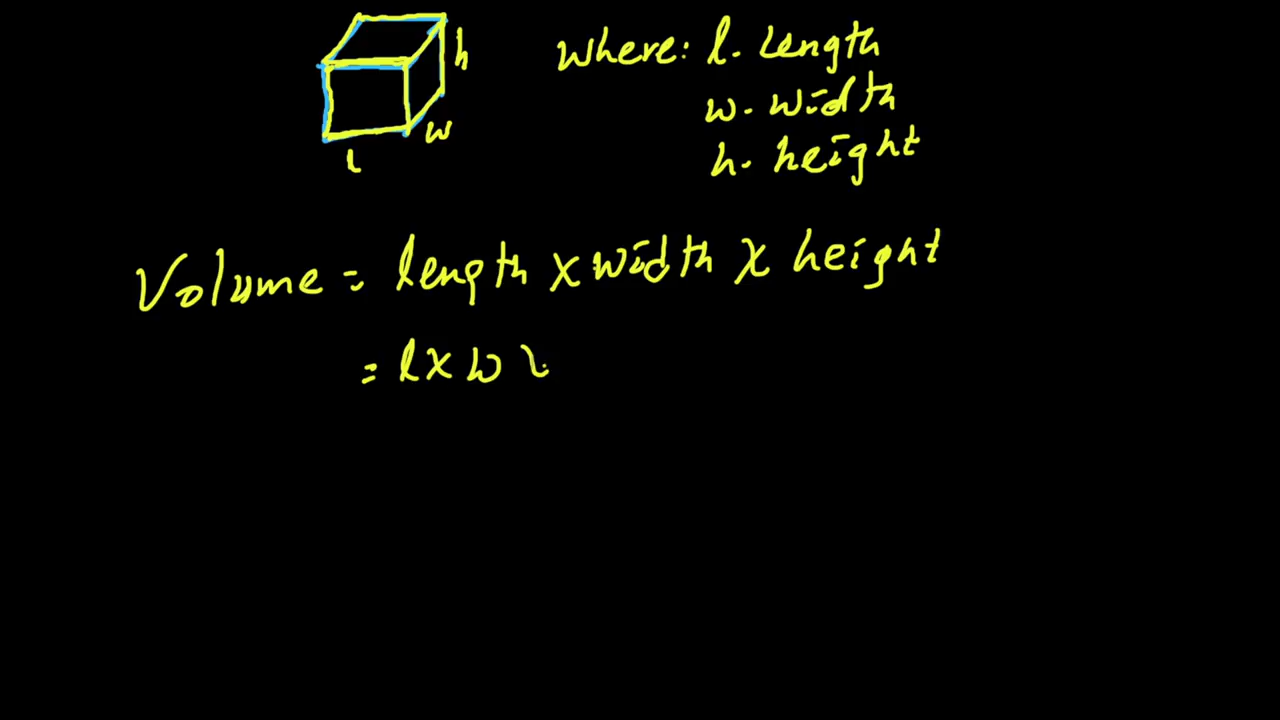 h
w
l
where: l. length
w. width
h. height
Volume = length x width x height
= l x w